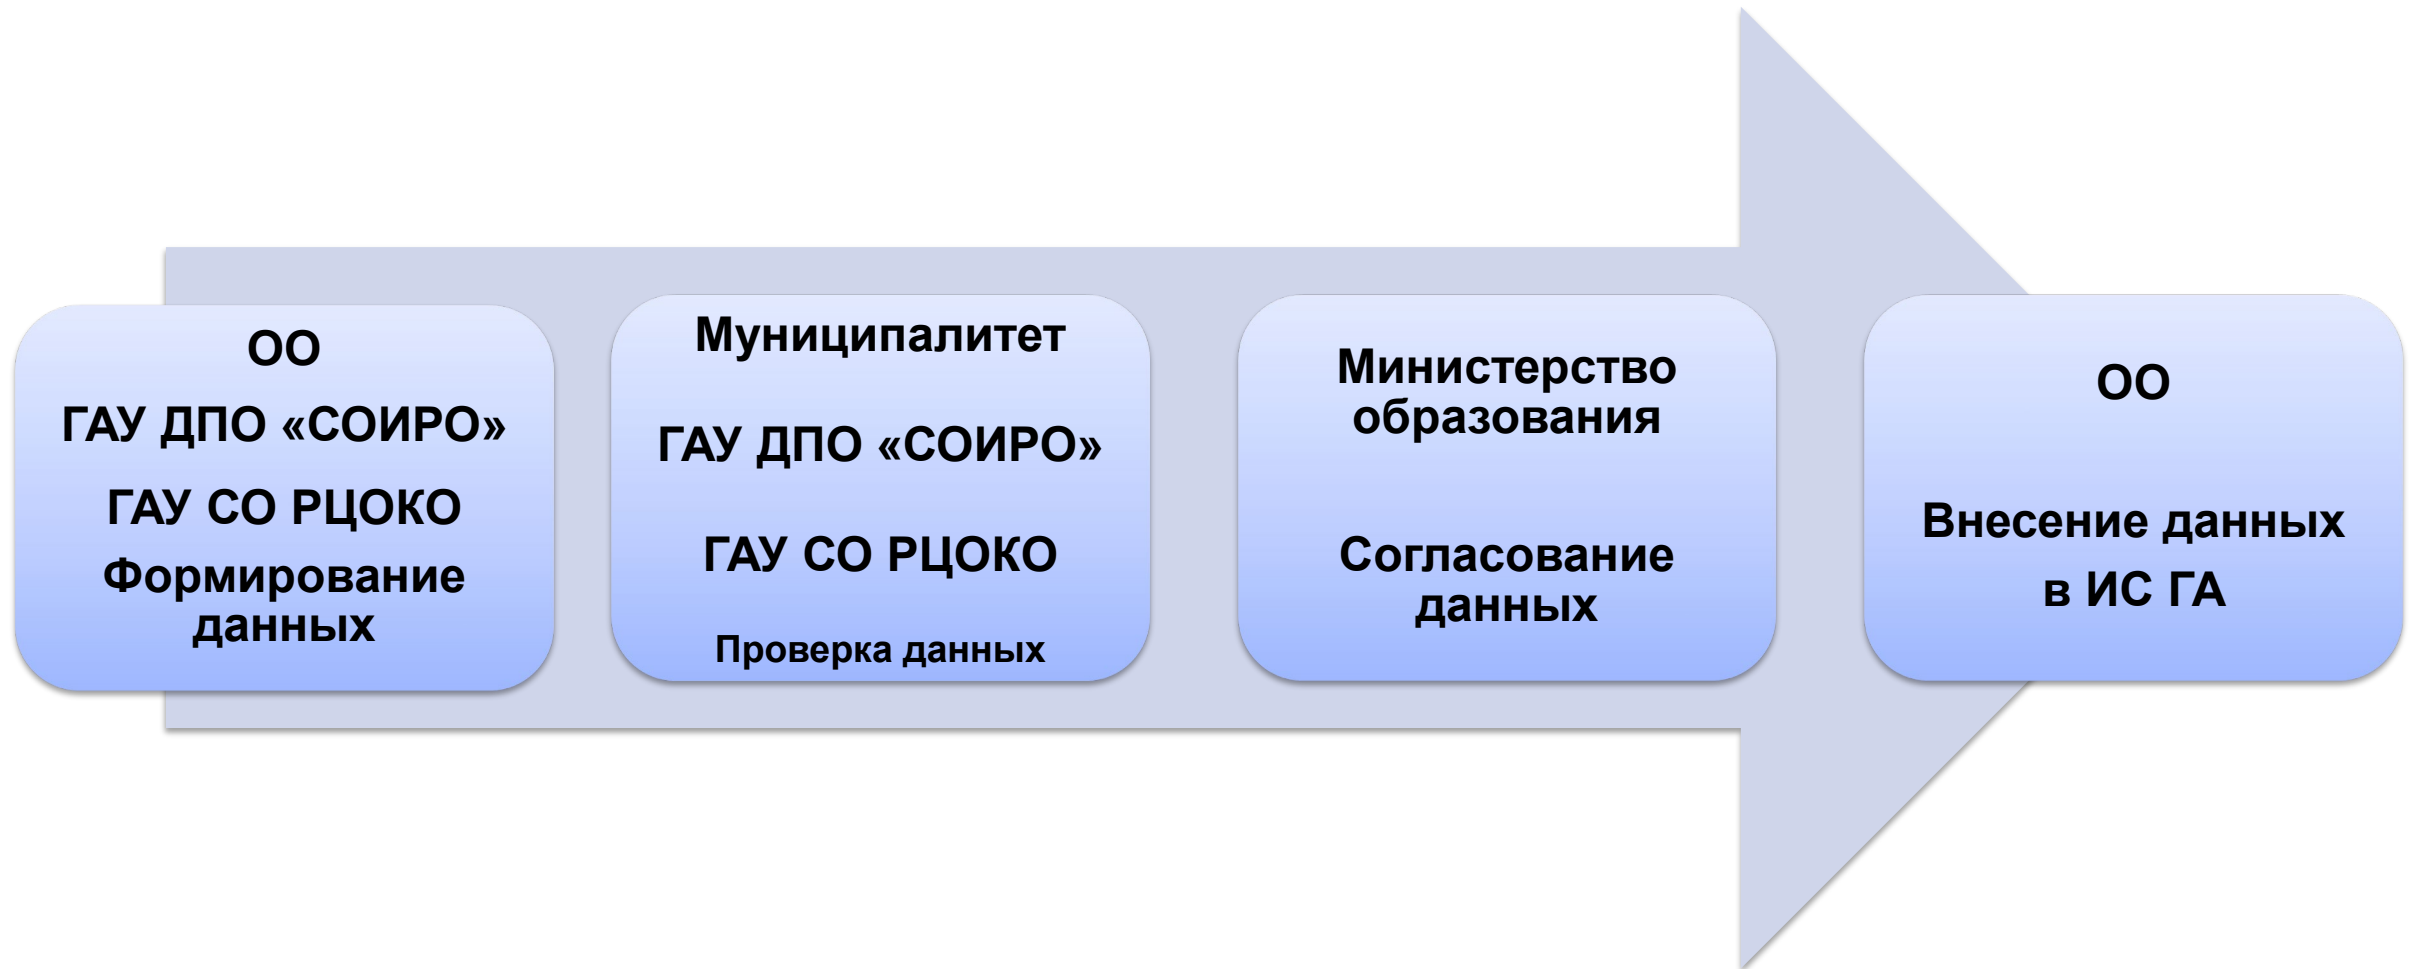 ОО
ГАУ ДПО «СОИРО»
ГАУ СО РЦОКО
Формирование
данных
Муниципалитет
ГАУ ДПО «СОИРО»
ГАУ СО РЦОКО
Проверка данных
Министерство
образования
Согласование
данных
ОО
Внесение данных
в ИС ГА